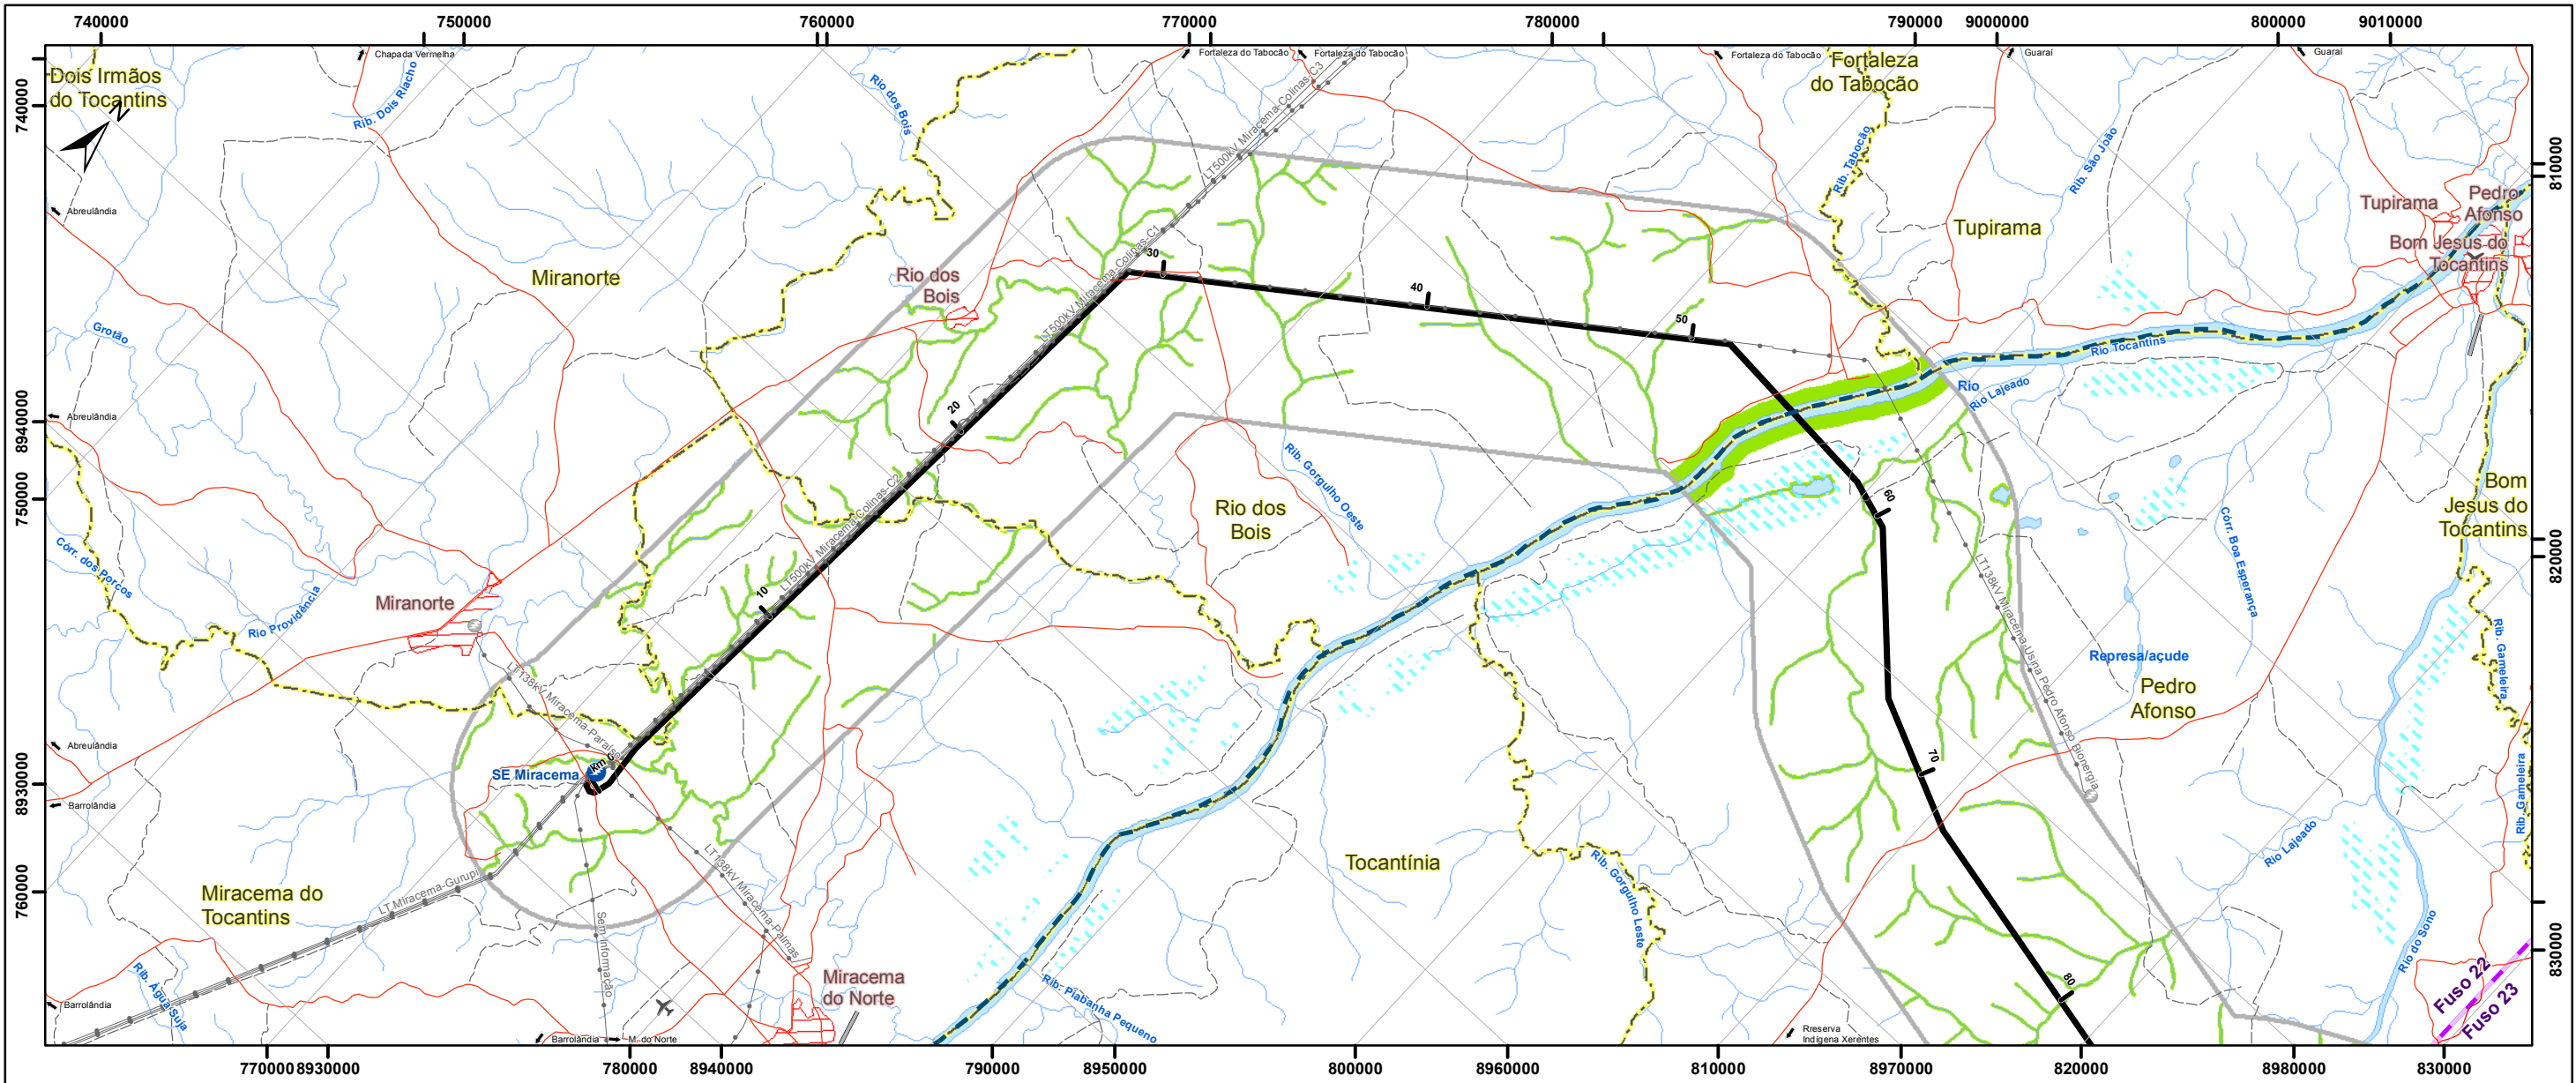 740000
750000
760000
770000
780000
790000
9000000
800000
9010000
Chapada Vermelha
Fortaleza do Tabocão
Fortaleza do Tabocão
Fortaleza do Tabocão
Guaraí
Guaraí
Dois Irmãos
do Tocantins
N
Rib. Dois Riacho
Rio dos Bois
LT500kV Miracema-Colinas-C3
Fortaleza
do Tabocão
740000
Rib. Tabocão
Rib. São João
810000
Abreulândia
Tupirama
Pedro
Afonso
Tupirama
Bom Jesus do
Tocantins
Miranorte
Rio dos
Bois
LT500kV Miracema-Colinas-C1
30
40
50
Grotão
Rio Tocantins
Rio
Rio Lajeado
8940000
Abreulândia
20
750000
LT500kV Miracema-Colinas-C2
Rib. Gorgulho Oeste
Rio dos
Bois
60
Bom
Jesus do
Tocantins
820000
Córr. dos Porcos
Rio Providência
Miranorte
10
LT138kV Miracema-Usina Pedro Afonso Bionergia
Córr. Boa Esperança
Represa/açude
Pedro
Afonso
Rib. Gameleira
LT138kV Miracema-Paraíso
Abreulândia
SE Miracema
Km 0
70
Rib. Gameleira
8930000
Barrolândia
LT138kV Miracema-Palmas
Tocantínia
Rib. Gorgulho Leste
Rio Lajeado
760000
Miracema do
Tocantins
LT Miracema-Gurupi
Sem Informação
Rio do Sono
830000
Rib. Água Suja
Barrolândia
Miracema
do Norte
Rib. Piabanha Pequeno
80
Fuso 22
Fuso 23
Barrolândia
M. do Norte
Rreserva
Indígena Xerentes
770000
8930000
780000
8940000
790000
8950000
800000
8960000
810000
8970000
820000
8980000
830000